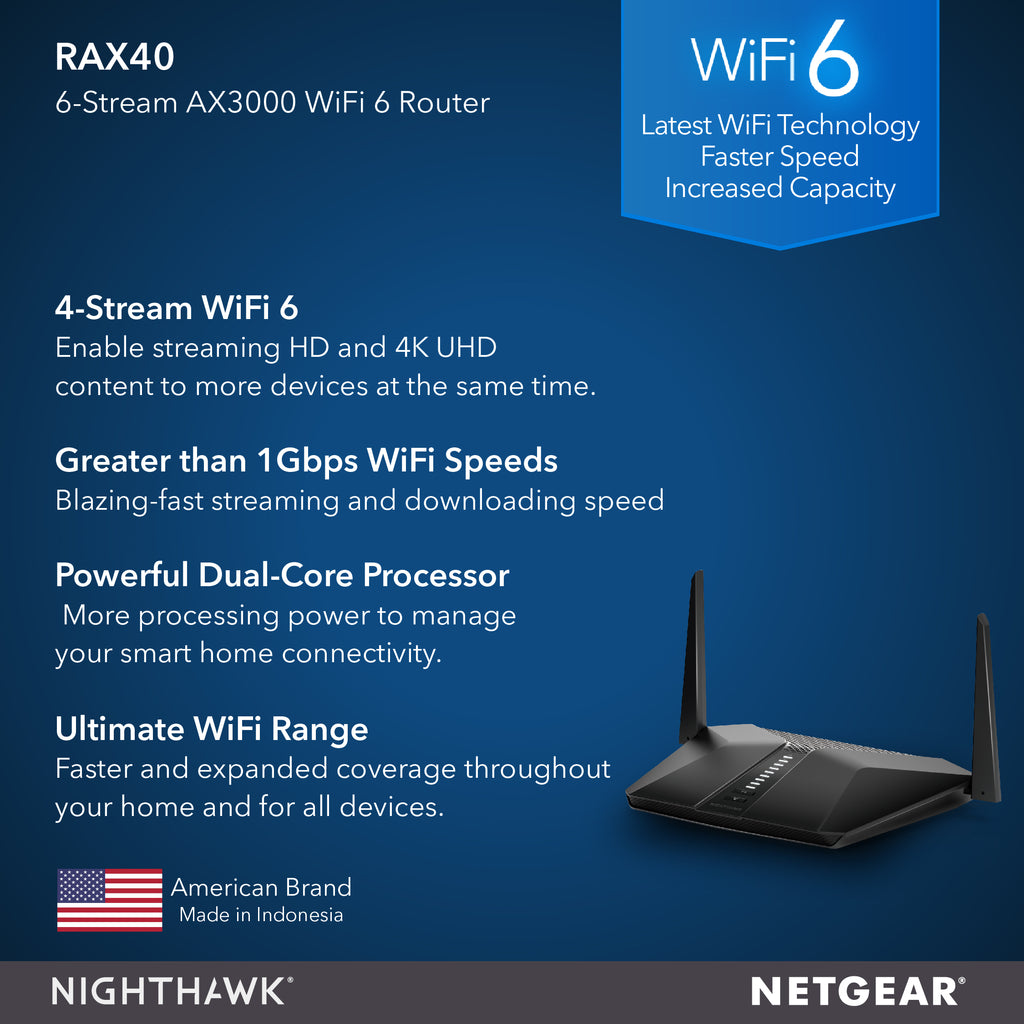 RAX40
6-Stream AX3000 WiFi 6 Router
WiFi 6
Latest WiFi Technology
Faster Speed
Increased Capacity
4-Stream WiFi 6
Enable streaming HD and 4K UHD
content to more devices at the same time.
Greater than 1Gbps WiFi Speeds
Blazing-fast streaming and downloading speed
Powerful Dual-Core Processor
More processing power to manage
your smart home connectivity.
Ultimate WiFi Range
Faster and expanded coverage throughout
your home and for all devices.
American Brand
Made in Indonesia
NIGHTHAWK®
NETGEAR®